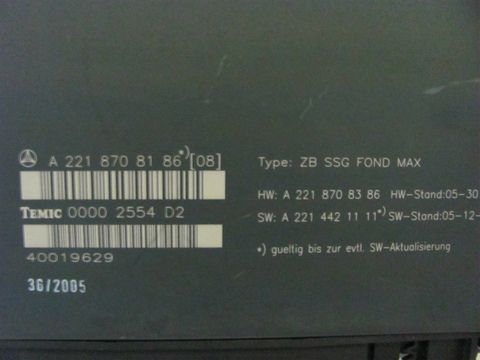 A 221 870 81 86*)[08]
TEMIC 0000 2554 D2
40019629
36/2005
Type: ZB SSG FOND MAX
HW: A 221 870 83 86 HW-Stand:05-30
SW: A 221 442 11 11*) SW-Stand:05-12-
*) gueltig bis zur evtl. SW-Aktualisierung